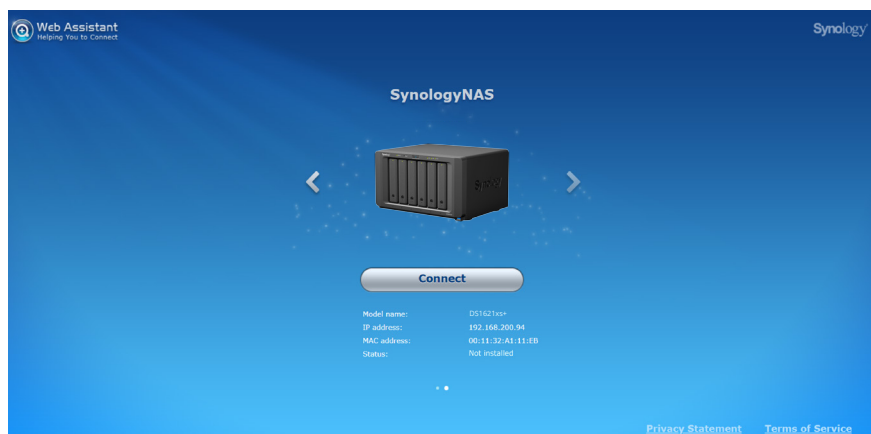 Web Assistant
Helping You to Connect
Synology
SynologyNAS
Synology
Connect
Model name: DS1621xs+
IP address: 192.168.200.94
MAC address: 00:11:32:A1:11:EB
Status: Not installed
Privacy Statement Terms of Service